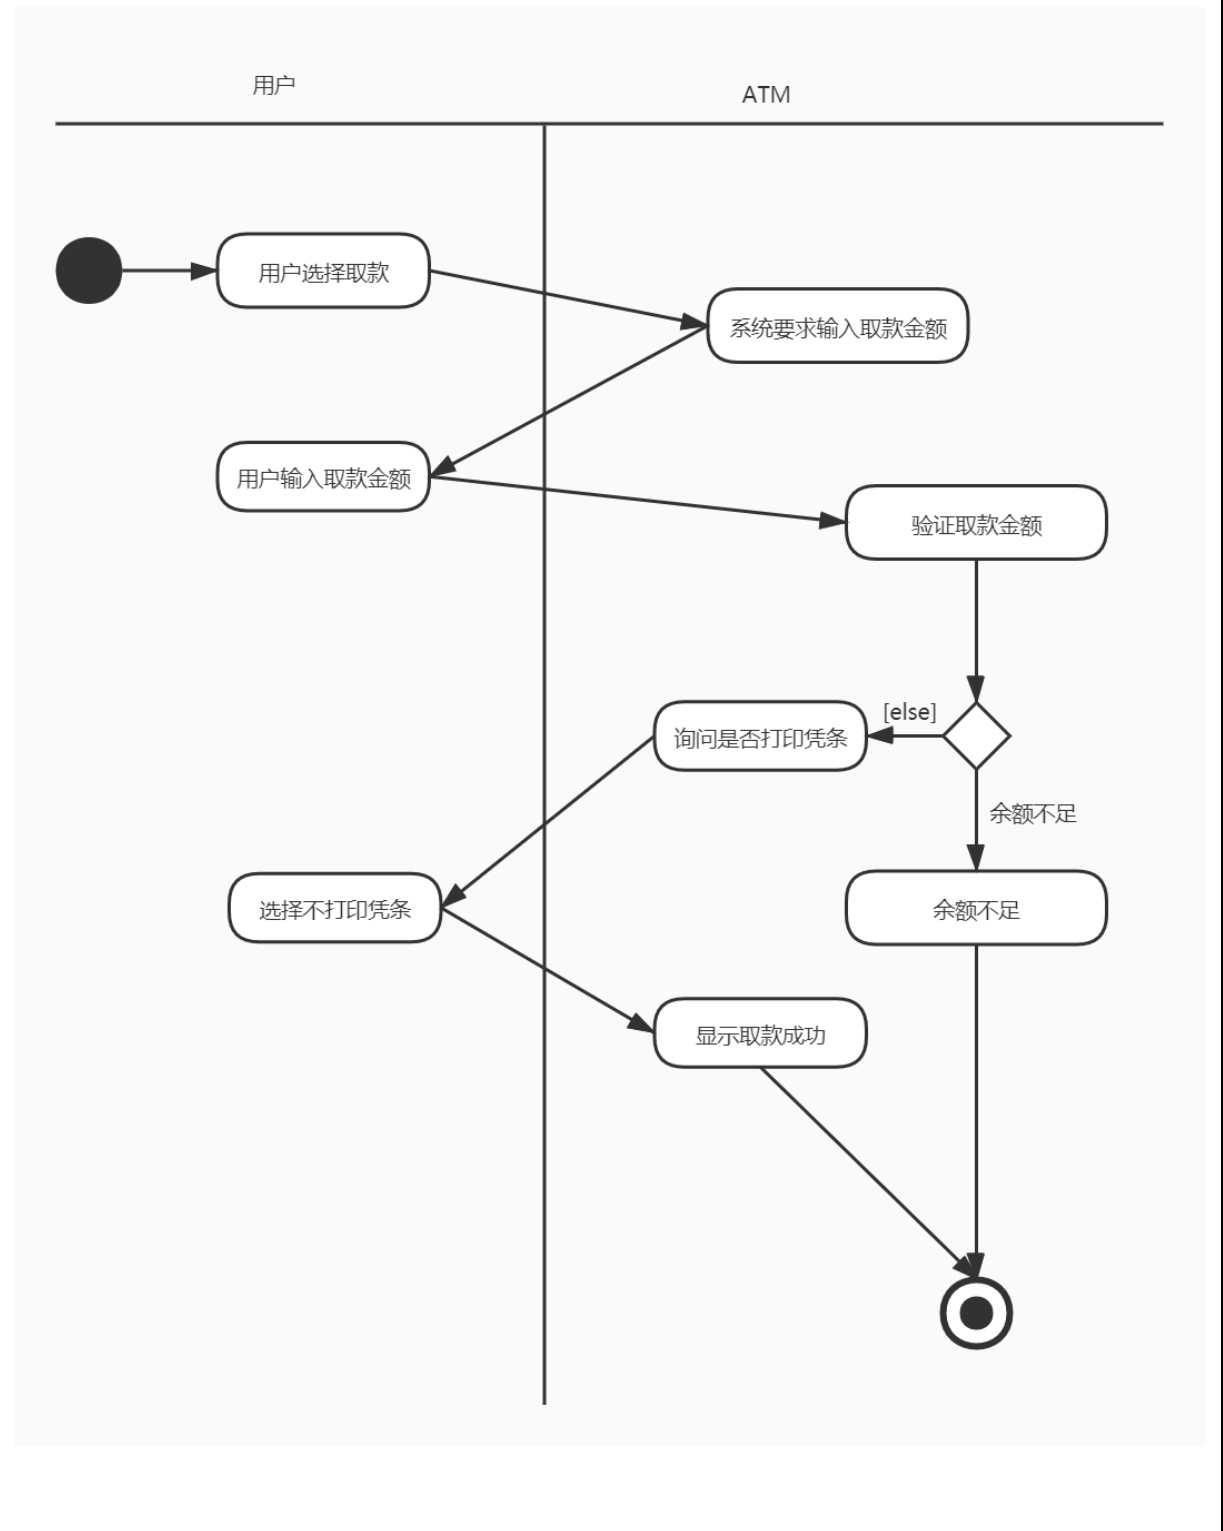 用户
ATM
用户选择取款
系统要求输入取款金额
用户输入取款金额
验证取款金额
[else]
询问是否打印凭条
余额不足
选择不打印凭条
余额不足
显示取款成功